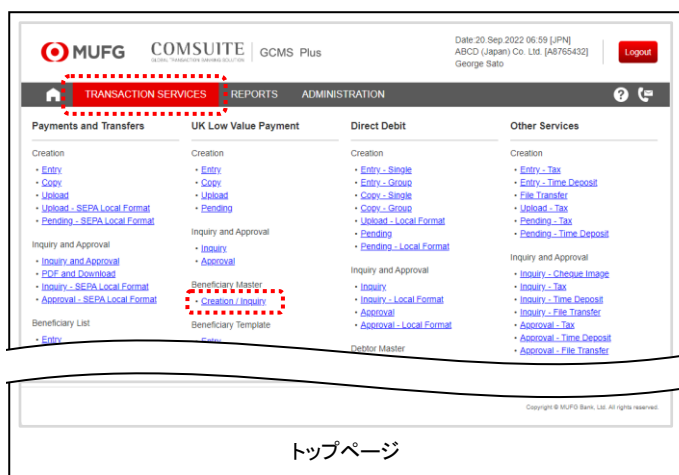 MUFG COMSUITE GCMS Plus
GLOBAL TRANSACTION BANKING SOLUTION
Date:20.Sep.2022 06:59 [JPN]
ABCD (Japan) Co. Ltd. [A8765432]
George Sato
Logout
TRANSACTION SERVICES REPORTS ADMINISTRATION
Payments and Transfers
Creation
・Entry
・Copy
・Upload
・Upload - SEPA Local Format
・Pending - SEPA Local Format
Inquiry and Approval
・Inquiry and Approval
・PDF and Download
・Inquiry - SEPA Local Format
・Approval - SEPA Local Format
Beneficiary List
・Entry
UK Low Value Payment
Creation
・Entry
・Copy
・Upload
・Pending
Inquiry and Approval
・Inquiry
・Approval
Beneficiary Master
・Creation / Inquiry
Beneficiary Template
・Entry
Direct Debit
Creation
・Entry - Single
・Entry - Group
・Copy - Single
・Copy - Group
・Upload - Local Format
・Pending
・Pending - Local Format
Inquiry and Approval
・Inquiry
・Inquiry - Local Format
・Approval
・Approval - Local Format
Debtor Master
Other Services
Creation
・Entry - Tax
・Entry - Time Deposit
・File Transfer
・Upload - Tax
・Pending - Tax
・Pending - Time Deposit
Inquiry and Approval
・Inquiry - Cheque Image
・Inquiry - Tax
・Inquiry - Time Deposit
・Inquiry - File Transfer
・Approval - Tax
・Approval - Time Deposit
・Approval - File Transfer
Copyright © MUFG Bank, Ltd. All rights reserved.
トップページ